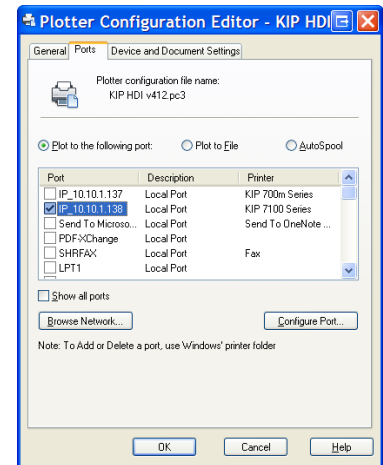 Plotter Configuration Editor - KIP HDI
General Ports Device and Document Settings
Plotter configuration file name:
KIP HDI v412.pc3
Plot to the following port: Plot to File AutoSpool
Port Description Printer
IP_10.10.1.137 Local Port KIP 700m Series
IP_10.10.1.138 Local Port KIP 7100 Series
Send To Microso... Local Port Send To OneNote ...
PDF-XChange Local Port
SHRFAX Local Port Fax
LPT1 Local Port
Show all ports
Browse Network... Configure Port...
Note: To Add or Delete a port, use Windows' printer folder
OK Cancel Help